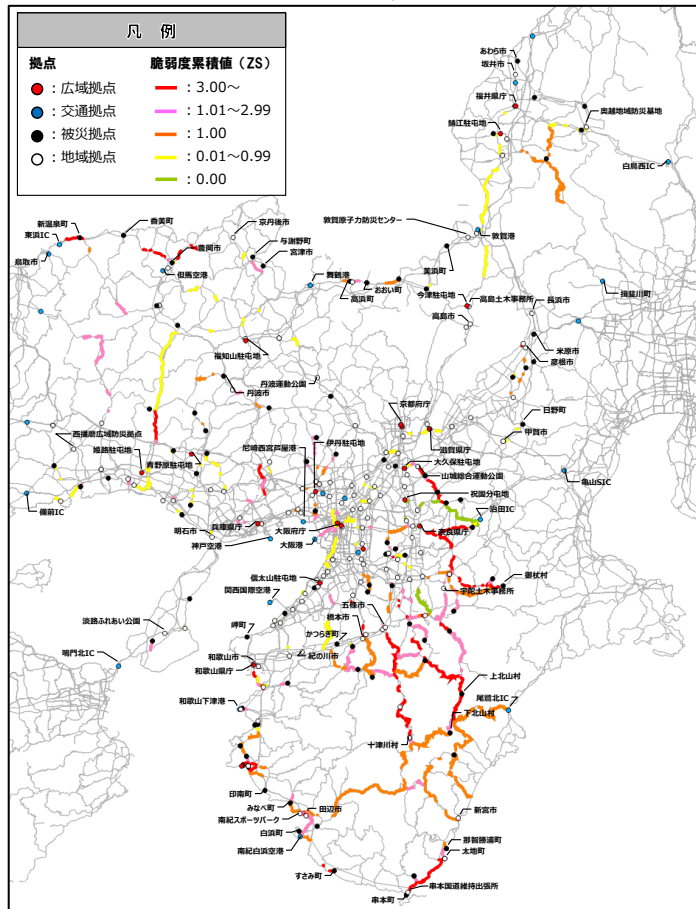 凡 例
拠点
脆弱度累積値(ZS)
：広域拠点
：3.00～
：交通拠点
：1.01～2.99
：被災拠点
：1.00
：地域拠点
：0.01～0.99
：0.00
あわら市
坂井市
福井県庁
奥越地域防災基地
鯖江駐屯地
白鳥西IC
敦賀原子力防災センター
敦賀港
新温泉町
香美町
京丹後市
東浜IC
豊岡市
与謝野町
宮津市
鳥取市
但馬空港
舞鶴港
美浜町
おおい町
高浜町
今津駐屯地
高島土木事務所
長浜市
揖斐川町
高島市
福知山駐屯地
米原市
彦根市
丹波運動公園
丹波市
日野町
京都府庁
西播磨広域防災拠点
尼崎西宮芦屋港
伊丹駐屯地
滋賀県庁
甲賀市
姫路駐屯地
青野原駐屯地
大久保駐屯地
山城総合運動公園
亀山SIC
備前IC
祝園分屯地
治田IC
明石市
兵庫県庁
大阪府庁
奈良県庁
神戸空港
大阪港
信太山駐屯地
御杖村
宇陀土木事務所
関西国際空港
五條市
淡路ふれあい公園
岬町
橋本市
かつらぎ町
鳴門北IC
和歌山市
紀の川市
和歌山県庁
上北山村
尾鷲北IC
和歌山下津港
下北山村
十津川村
印南町
みなべ町
田辺市
新宮市
南紀スポーツパーク
白浜町
那智勝浦町
南紀白浜空港
太地町
すさみ町
串本国道維持出張所
串本町